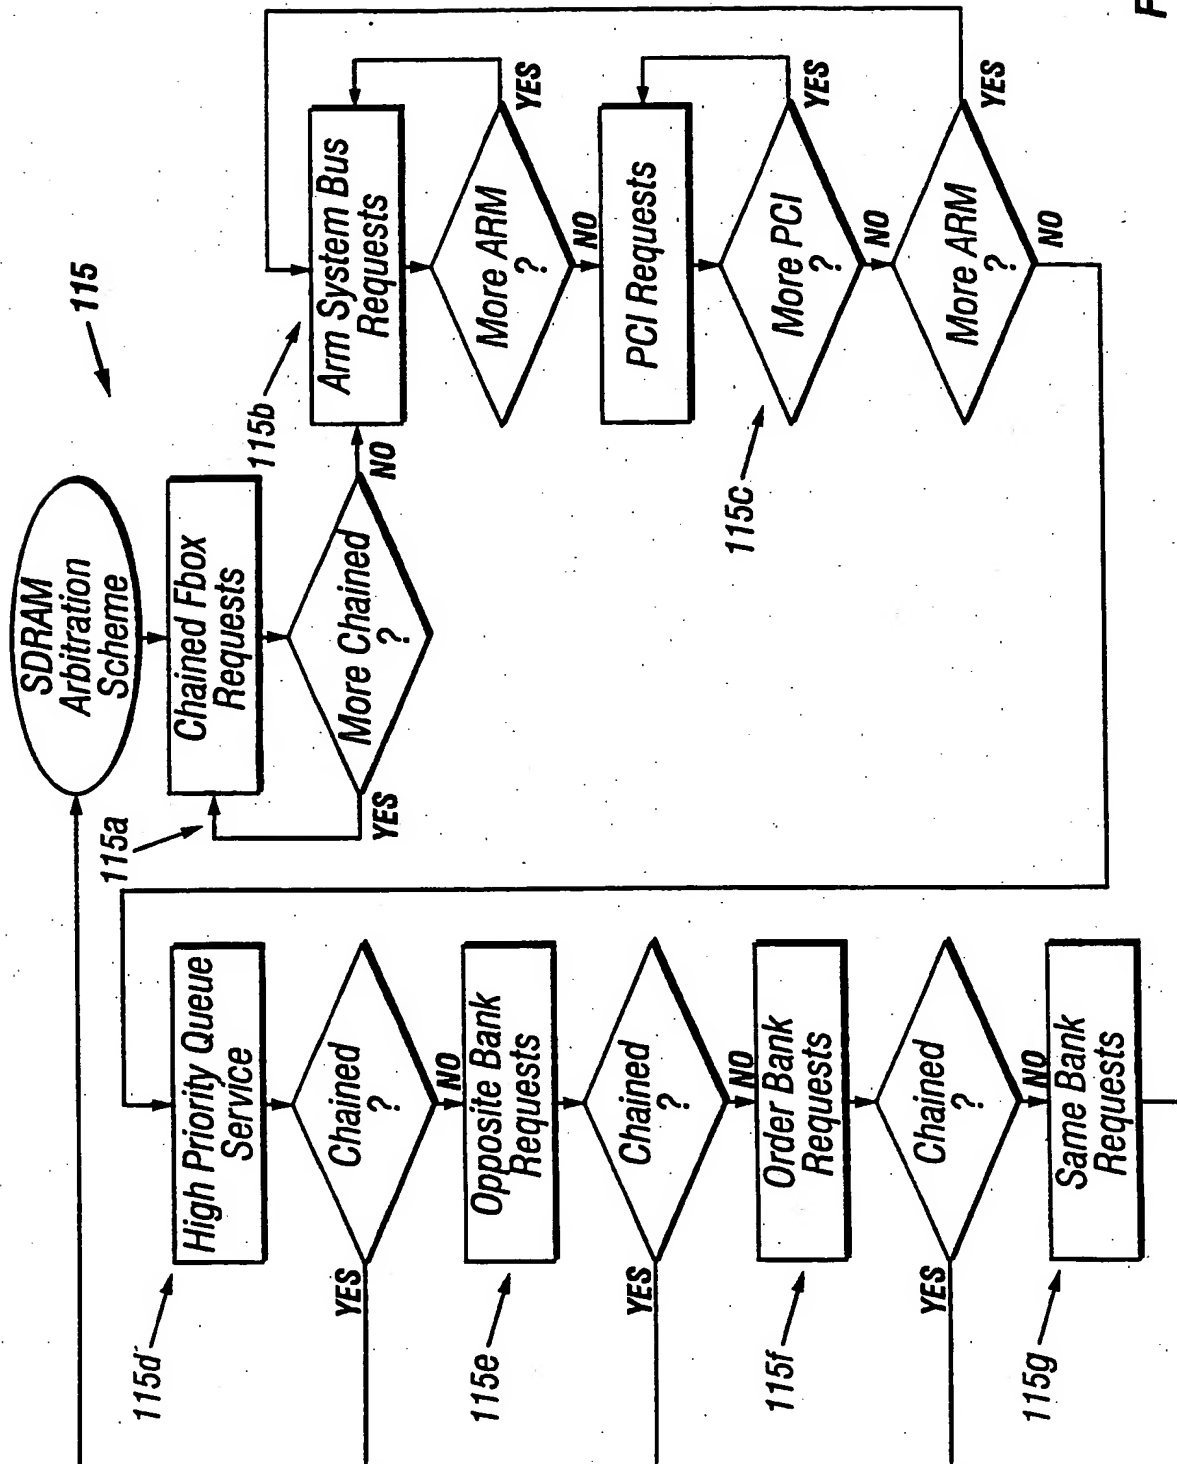 115
SDRAM
Arbitration
Scheme
115a
Chained Fbox
Requests
More Chained
?
YES
NO
115b
Arm System Bus
Requests
More ARM
?
YES
NO
PCI Requests
115c
More PCI
?
YES
NO
More ARM
?
YES
NO
115d
High Priority Queue
Service
Chained
?
YES
NO
115e
Opposite Bank
Requests
Chained
?
YES
NO
115f
Order Bank
Requests
Chained
?
YES
NO
115g
Same Bank
Requests
F